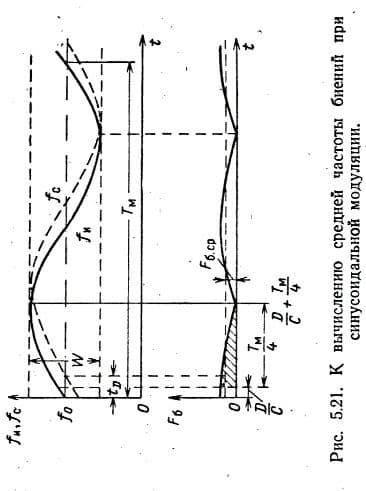 fи, fс
f0
W
tD
fс
fи
Tм
0
t
Fб
Fб.ср
0
t
D/C
Tм/4
D/C + Tм/4
Рис. 5.21. К вычислению средней частоты биений при
синусоидальной модуляции.